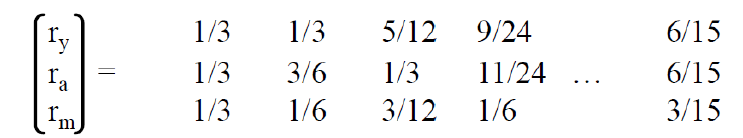 r_y 1/3 1/3 5/12 9/24 6/15
r_a = 1/3 3/6 1/3 11/24 … 6/15
r_m 1/3 1/6 3/12 1/6 3/15